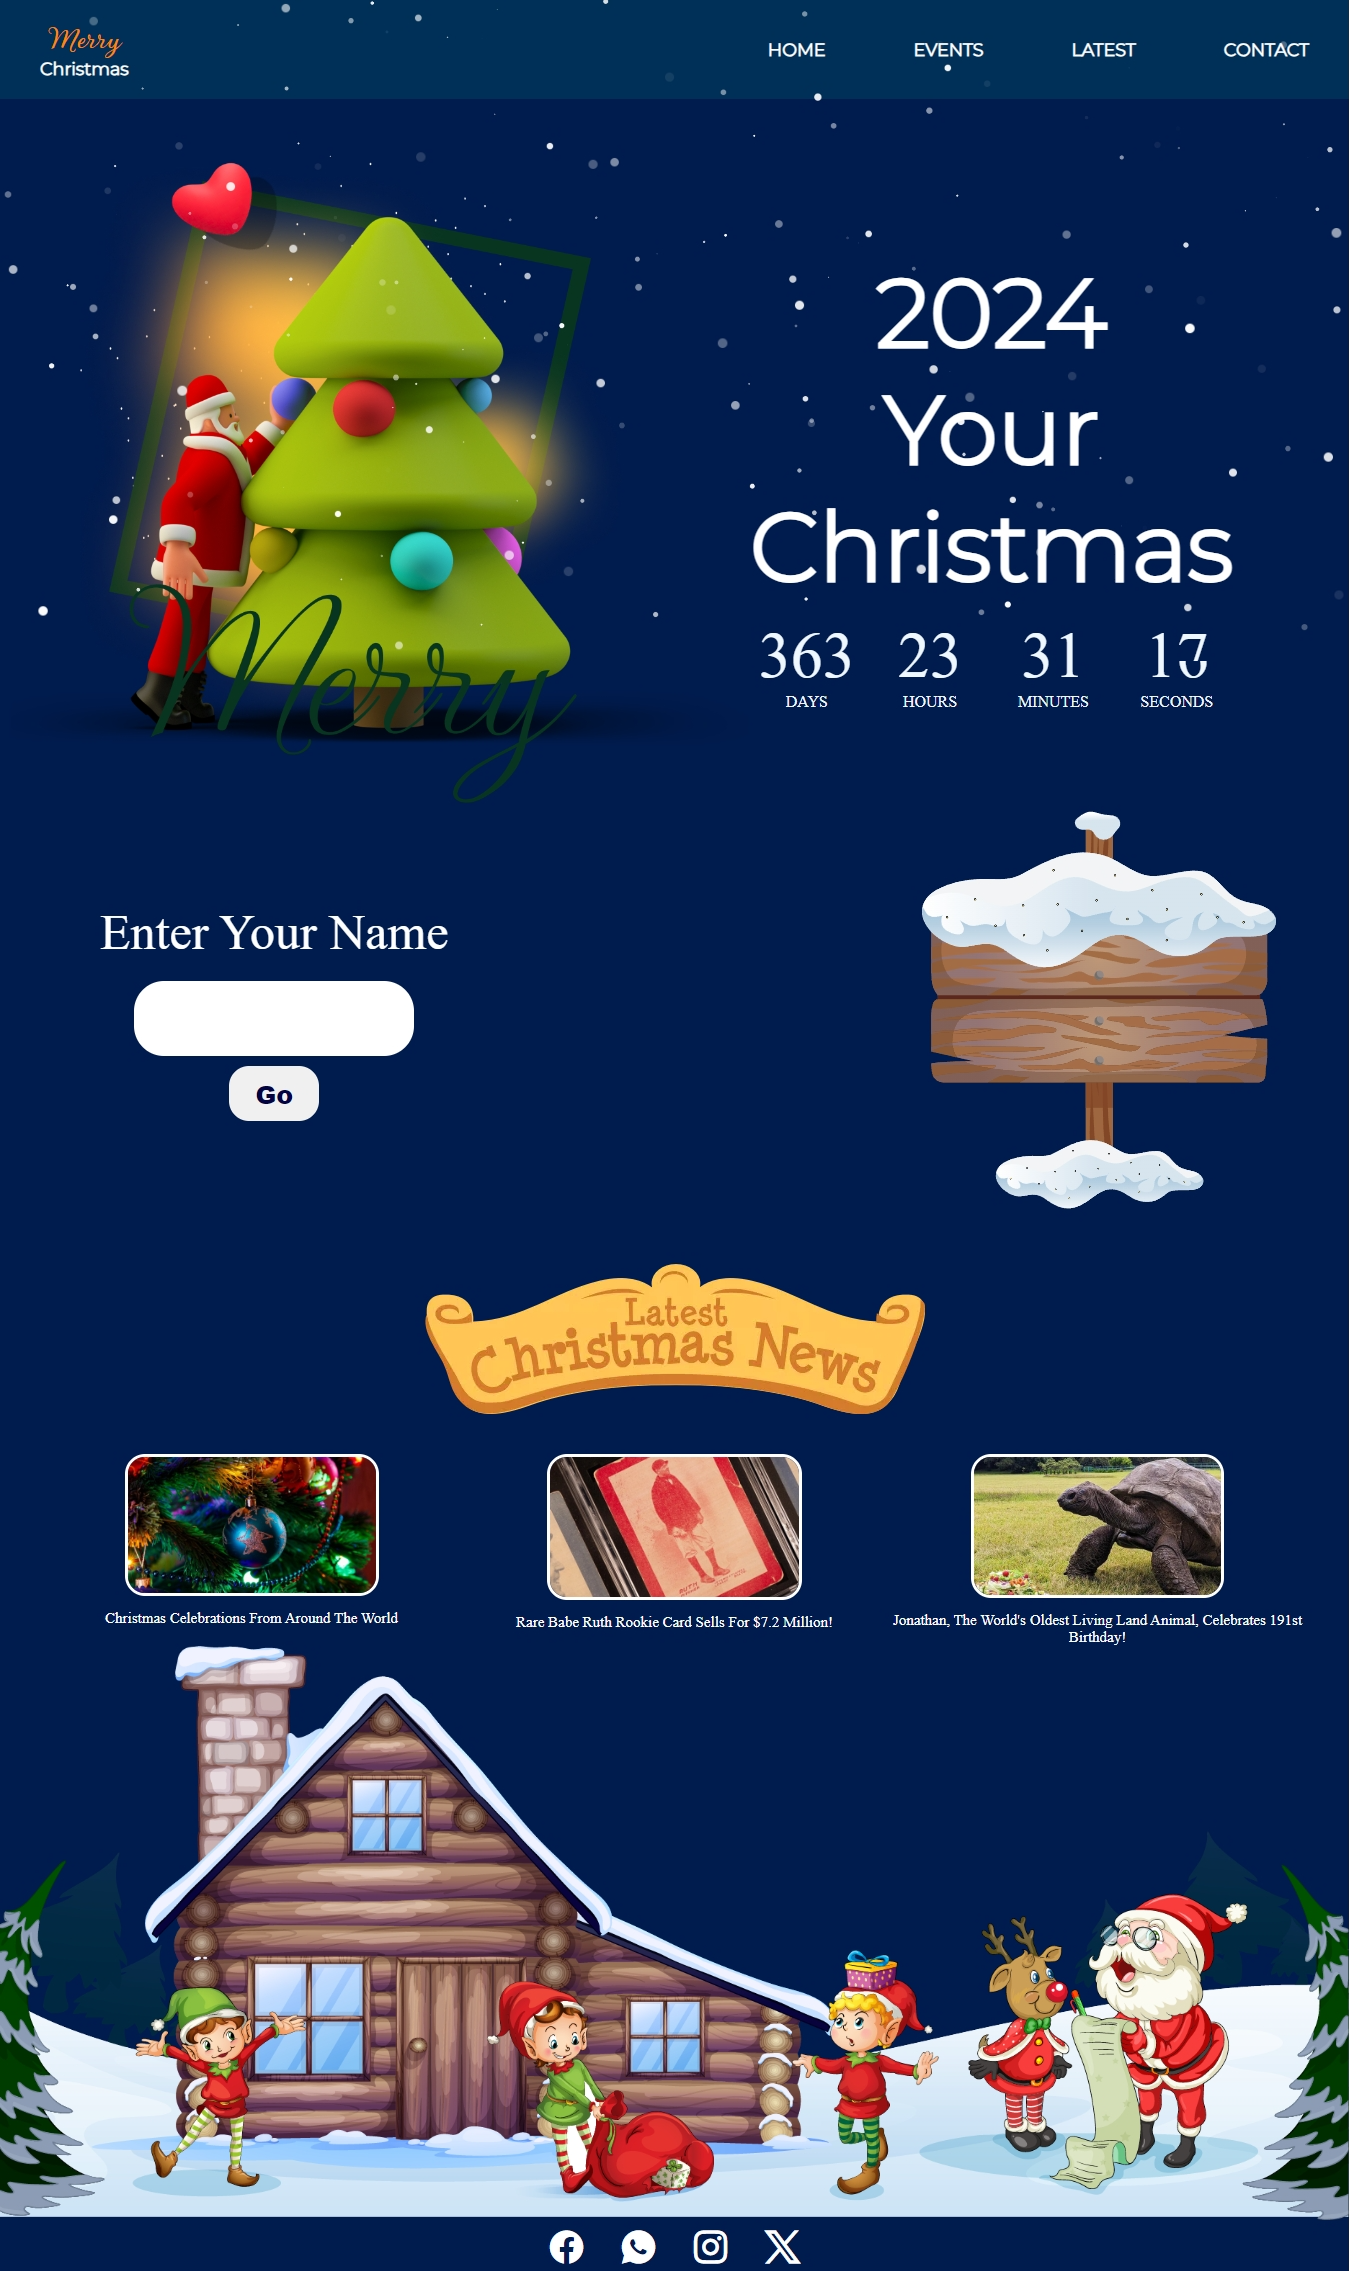 Merry
Christmas
HOME
EVENTS
LATEST
CONTACT
2024
Your
Christmas
363
23
31
DAYS
HOURS
MINUTES
SECONDS
Merry
Enter Your Name
Go
Latest
Christmas News
RUTH
Christmas Celebrations From Around The World
Rare Babe Ruth Rookie Card Sells For $7.2 Million!
Jonathan, The World's Oldest Living Land Animal, Celebrates 191st
Birthday!